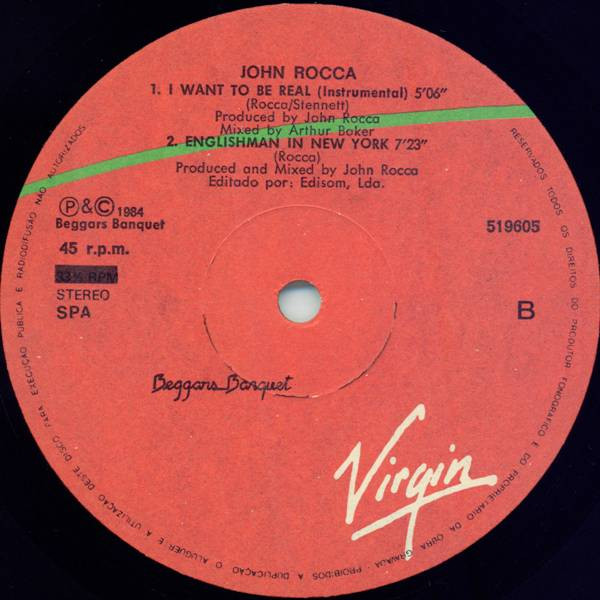 JOHN ROCCA
1. I WANT TO BE REAL (Instrumental) 5'06"
(Rocca/Stennett)
Produced by John Rocca
Mixed by Arthur Baker
2. ENGLISHMAN IN NEW YORK 7'23"
(Rocca)
Produced and Mixed by John Rocca
Editado por: Edisom, Lda.
Ⓟ&© 1984
Beggars Banquet
519605
45 r.p.m.
33⅓ RPM
STEREO
SPA
B
Beggars Banquet
Virgin
RESERVADOS TODOS OS DIREITOS DO PRODUTOR FONOGRÁFICO E DO PROPRIETÁRIO DA OBRA GRAVADA - PROIBIDOS A DUPLICAÇÃO O ALUGUER E A UTILIZAÇÃO DESTE DISCO PARA EXECUÇÃO PÚBLICA E RADIODIFUSÃO NÃO AUTORIZADOS